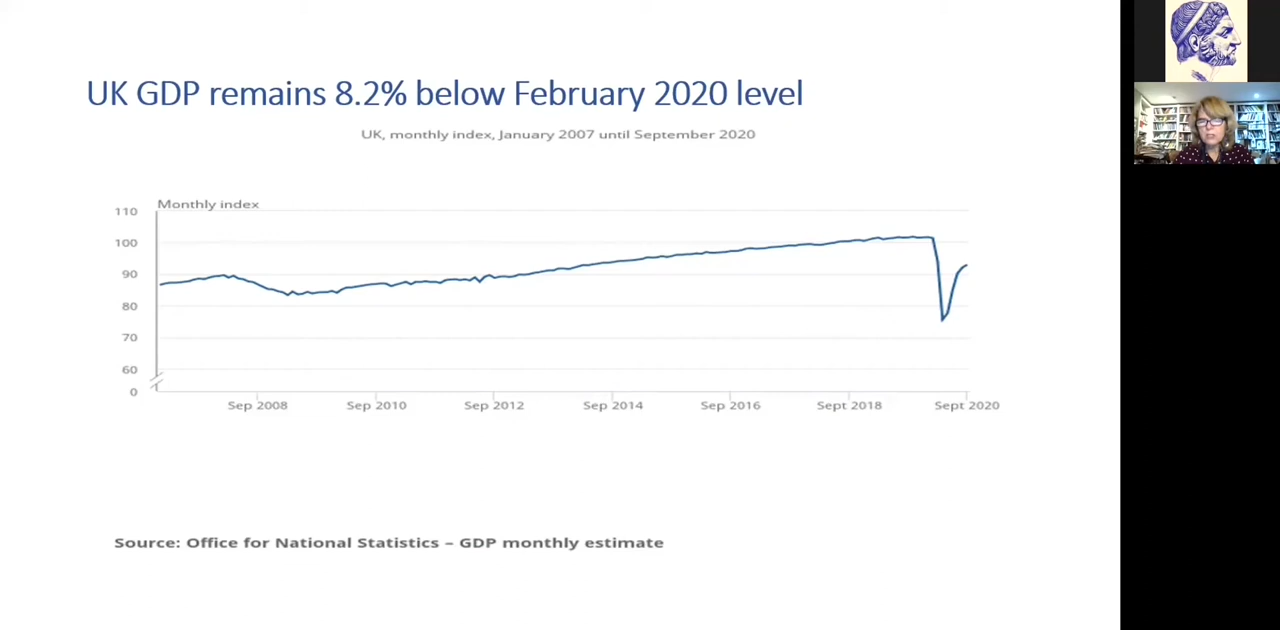 UK GDP remains 8.2% below February 2020 level
UK, monthly index, January 2007 until September 2020
Monthly index
110
100
90
80
70
60
0
Sep 2008 Sep 2010 Sep 2012 Sep 2014 Sep 2016 Sept 2018 Sept 2020
Source: Office for National Statistics – GDP monthly estimate